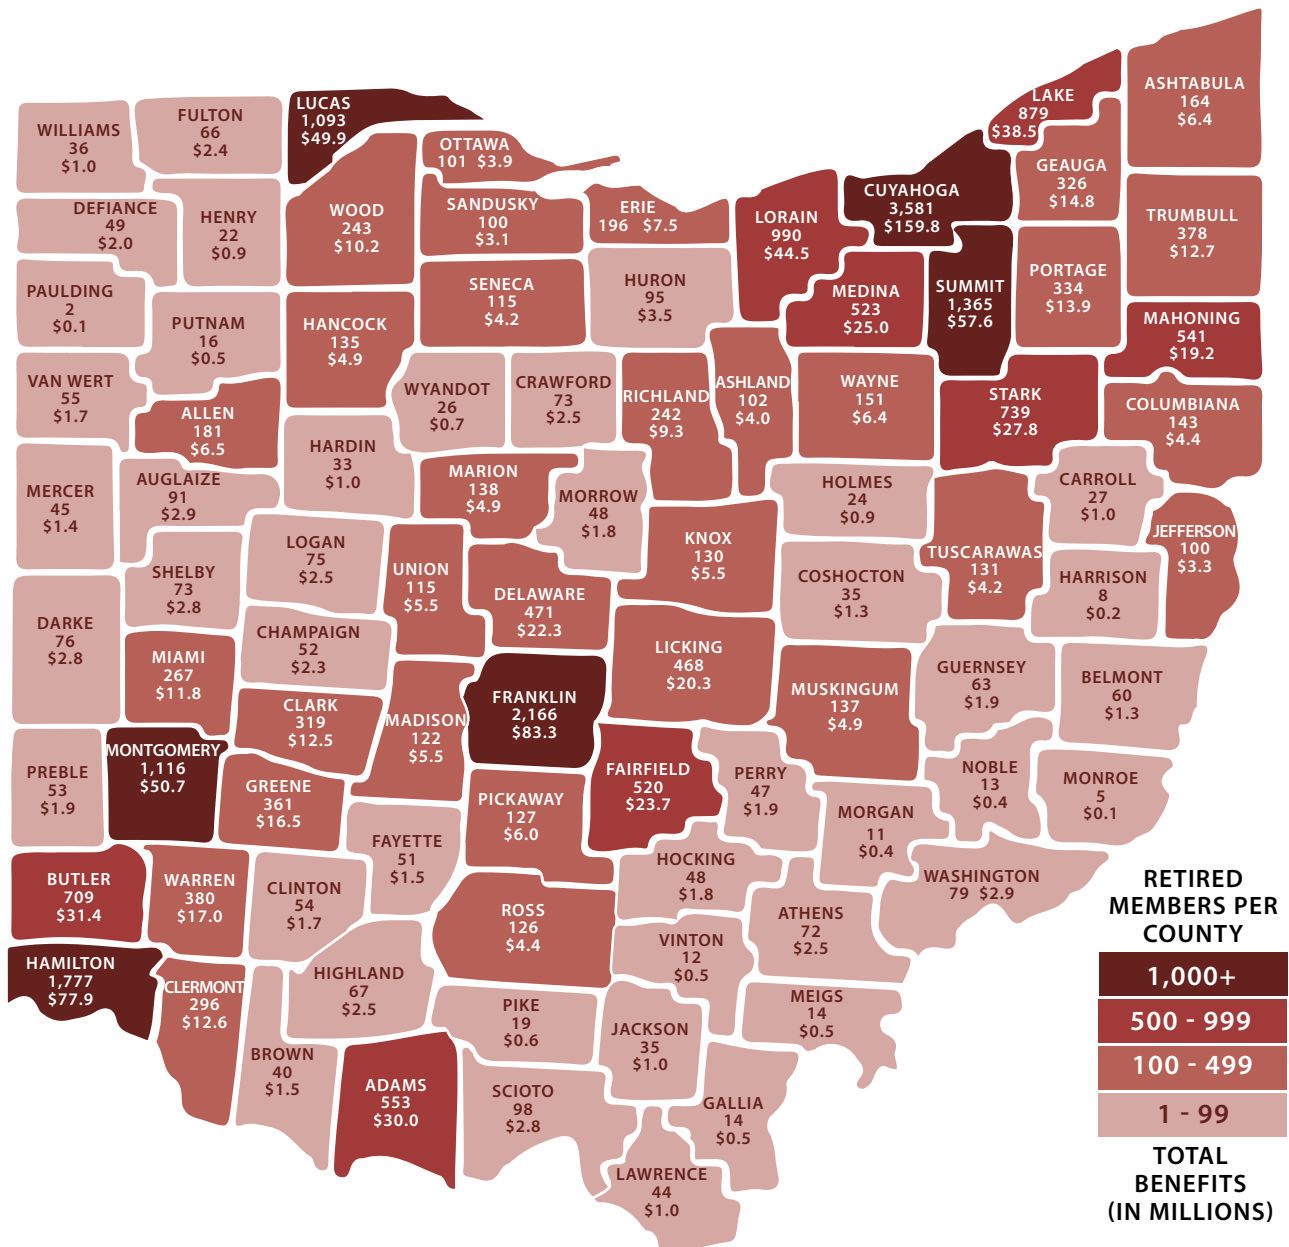 WILLIAMS
36
$1.0
FULTON
66
$2.4
LUCAS
1,093
$49.9
OTTAWA
101 $3.9
LAKE
879
$38.5
ASHTABULA
164
$6.4
DEFIANCE
49
$2.0
HENRY
22
$0.9
WOOD
243
$10.2
SANDUSKY
100
$3.1
ERIE
196 $7.5
LORAIN
990
$44.5
CUYAHOGA
3,581
$159.8
GEAUGA
326
$14.8
TRUMBULL
378
$12.7
PAULDING
2
$0.1
PUTNAM
16
$0.5
HANCOCK
135
$4.9
SENECA
115
$4.2
HURON
95
$3.5
MEDINA
523
$25.0
SUMMIT
1,365
$57.6
PORTAGE
334
$13.9
MAHONING
541
$19.2
VAN WERT
55
$1.7
ALLEN
181
$6.5
WYANDOT
26
$0.7
CRAWFORD
73
$2.5
RICHLAND
242
$9.3
ASHLAND
102
$4.0
WAYNE
151
$6.4
STARK
739
$27.8
COLUMBIANA
143
$4.4
MERCER
45
$1.4
AUGLAIZE
91
$2.9
HARDIN
33
$1.0
MARION
138
$4.9
MORROW
48
$1.8
HOLMES
24
$0.9
CARROLL
27
$1.0
JEFFERSON
100
$3.3
LOGAN
75
$2.5
UNION
115
$5.5
KNOX
130
$5.5
TUSCARAWAS
131
$4.2
COSHOCTON
35
$1.3
HARRISON
8
$0.2
SHELBY
73
$2.8
DELAWARE
471
$22.3
DARKE
76
$2.8
CHAMPAIGN
52
$2.3
MIAMI
267
$11.8
LICKING
468
$20.3
MUSKINGUM
137
$4.9
GUERNSEY
63
$1.9
BELMONT
60
$1.3
CLARK
319
$12.5
MADISON
122
$5.5
FRANKLIN
2,166
$83.3
PREBLE
53
$1.9
MONTGOMERY
1,116
$50.7
GREENE
361
$16.5
PICKAWAY
127
$6.0
FAIRFIELD
520
$23.7
PERRY
47
$1.9
MORGAN
11
$0.4
NOBLE
13
$0.4
MONROE
5
$0.1
FAYETTE
51
$1.5
HOCKING
48
$1.8
WASHINGTON
79 $2.9
BUTLER
709
$31.4
WARREN
380
$17.0
CLINTON
54
$1.7
ROSS
126
$4.4
VINTON
12
$0.5
ATHENS
72
$2.5
HAMILTON
1,777
$77.9
CLERMONT
296
$12.6
HIGHLAND
67
$2.5
PIKE
19
$0.6
JACKSON
35
$1.0
MEIGS
14
$0.5
BROWN
40
$1.5
ADAMS
553
$30.0
SCIOTO
98
$2.8
GALLIA
14
$0.5
LAWRENCE
44
$1.0
RETIRED
MEMBERS PER
COUNTY
1,000+
500 - 999
100 - 499
1 - 99
TOTAL
BENEFITS
(IN MILLIONS)